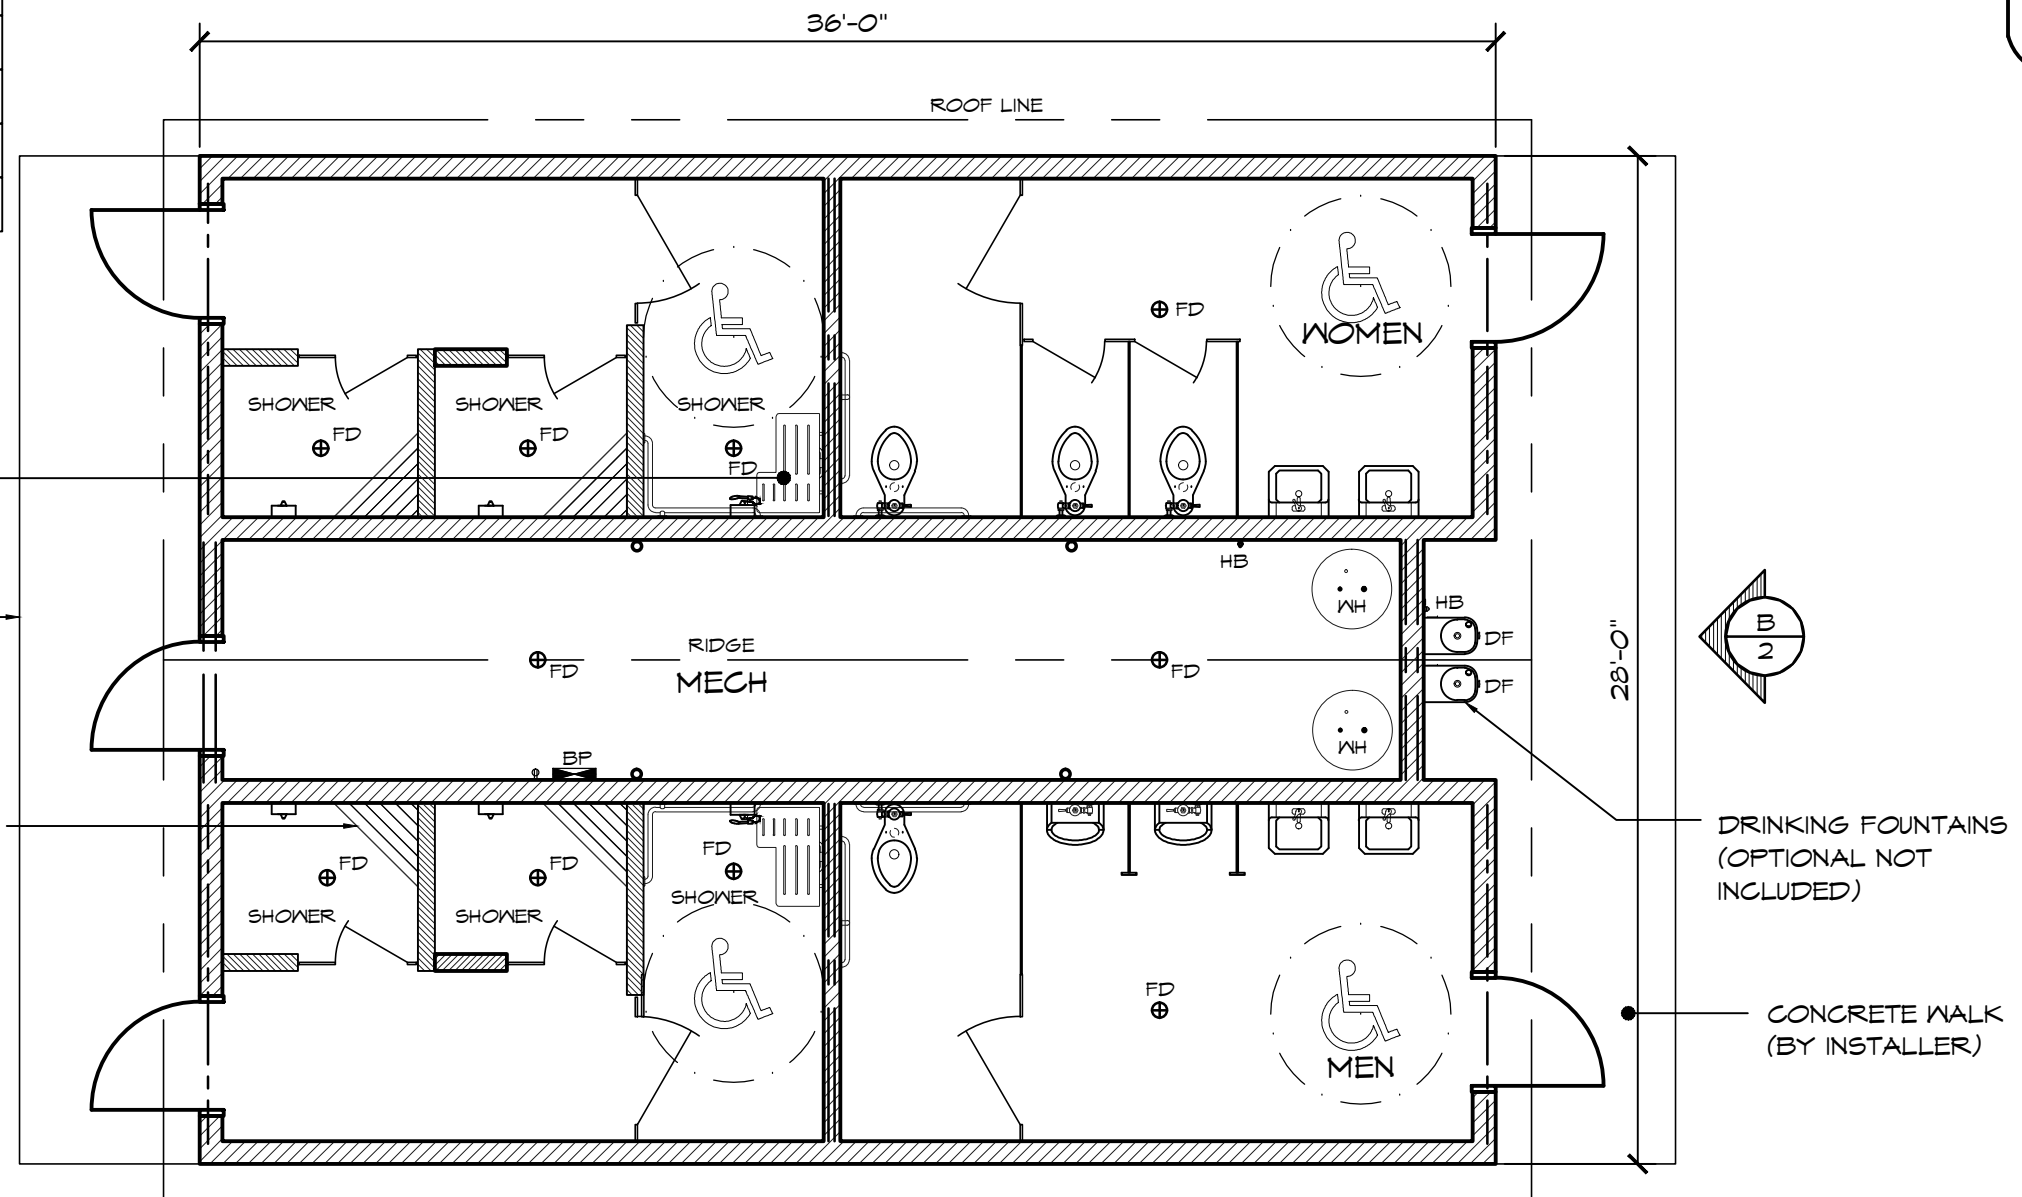 36'-0"
ROOF LINE
WOMEN
FD
SHOWER
SHOWER
SHOWER
FD
FD
FD
HB
WH
HB
DF
DF
RIDGE
MECH
FD
FD
28'-0"
B
2
BP
WH
FD
FD
FD
SHOWER
SHOWER
SHOWER
DRINKING FOUNTAINS
(OPTIONAL NOT
INCLUDED)
FD
MEN
CONCRETE WALK
(BY INSTALLER)